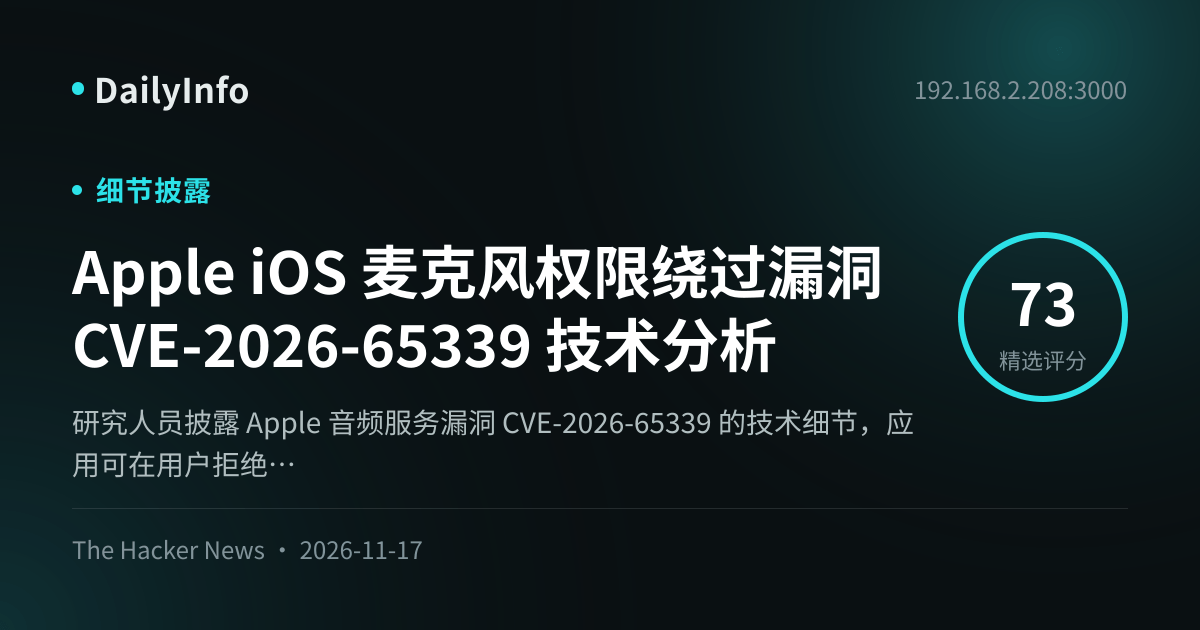 DailyInfo
192.168.2.208:3000
细节披露
Apple iOS 麦克风权限绕过漏洞
CVE-2026-65339 技术分析
73
精选评分
研究人员披露 Apple 音频服务漏洞 CVE-2026-65339 的技术细节，应
用可在用户拒绝…
The Hacker News · 2026-11-17